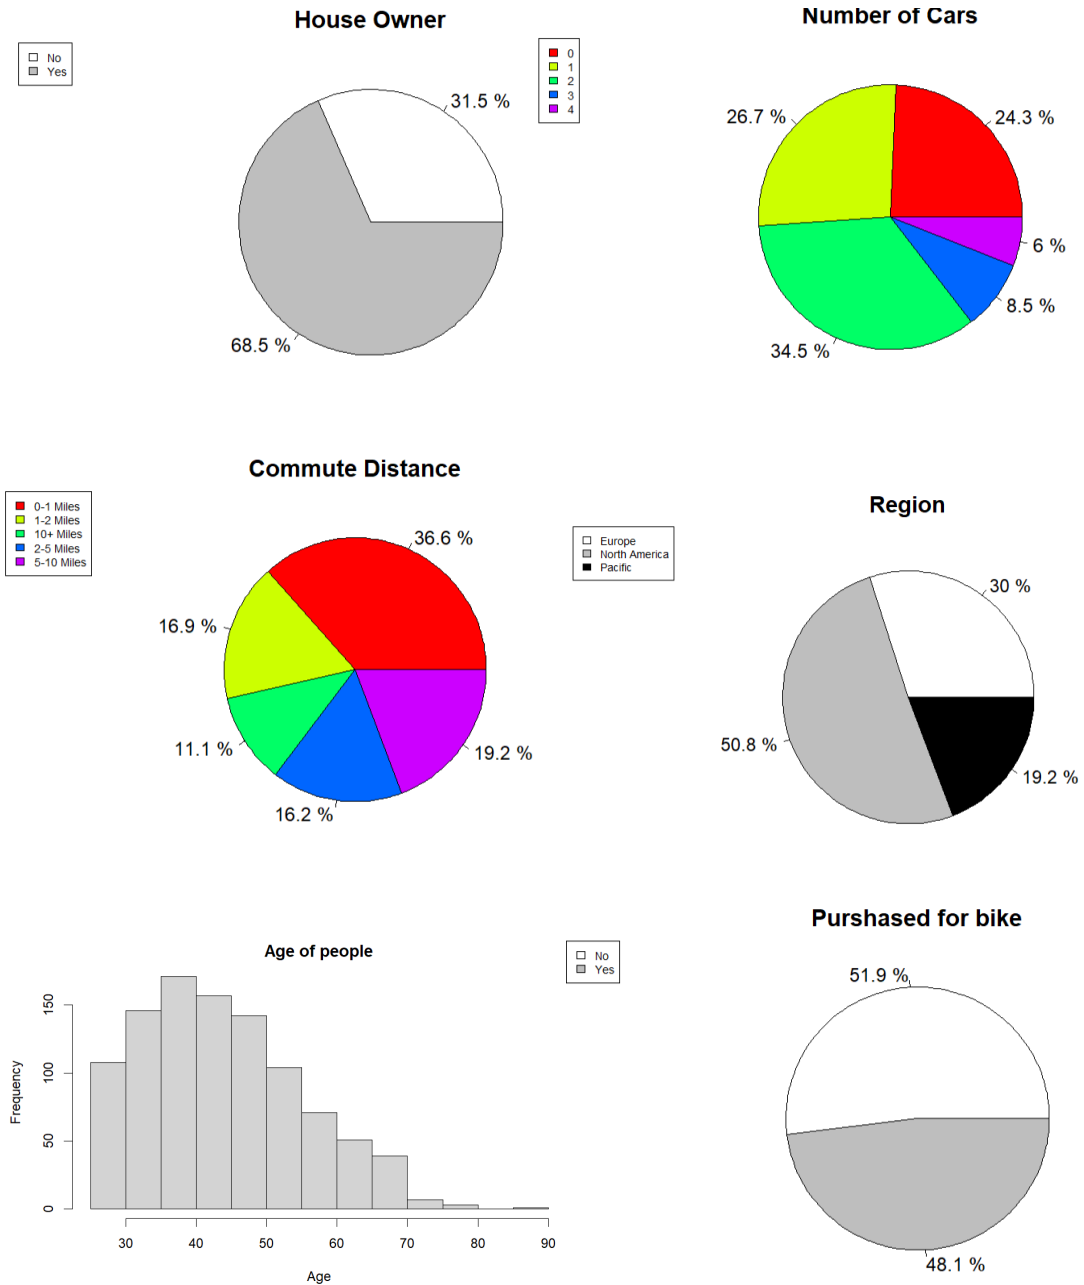 House Owner
No
Yes
31.5 %
68.5 %
Number of Cars
0
1
2
3
4
26.7 %
24.3 %
6 %
8.5 %
34.5 %
Commute Distance
0-1 Miles
1-2 Miles
10+ Miles
2-5 Miles
5-10 Miles
36.6 %
16.9 %
11.1 %
19.2 %
16.2 %
Region
Europe
North America
Pacific
30 %
50.8 %
19.2 %
Age of people
Frequency
150
100
50
0
30 40 50 60 70 80 90
Age
Purshased for bike
No
Yes
51.9 %
48.1 %